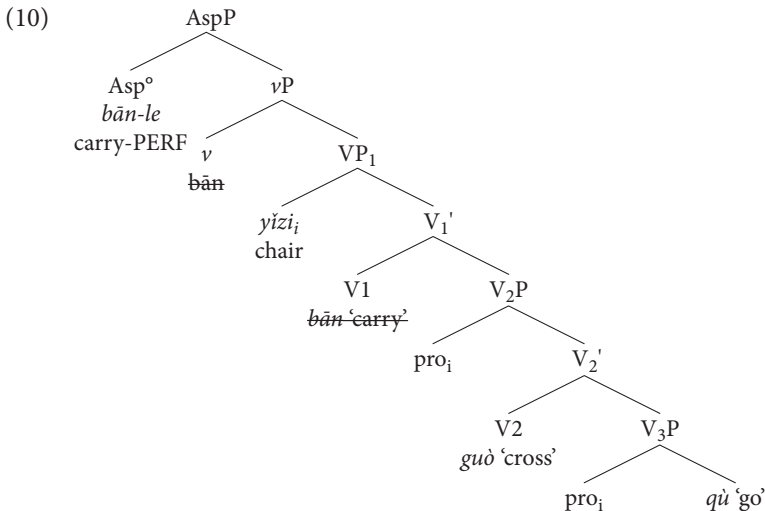 (10)
AspP
Asp° vP
bān-le
carry-PERF v VP₁
bān
yǐziᵢ V₁'
chair
V1 V₂P
bān ‘carry’
proᵢ V₂'
V2 V₃P
guò ‘cross’
proᵢ qù ‘go’